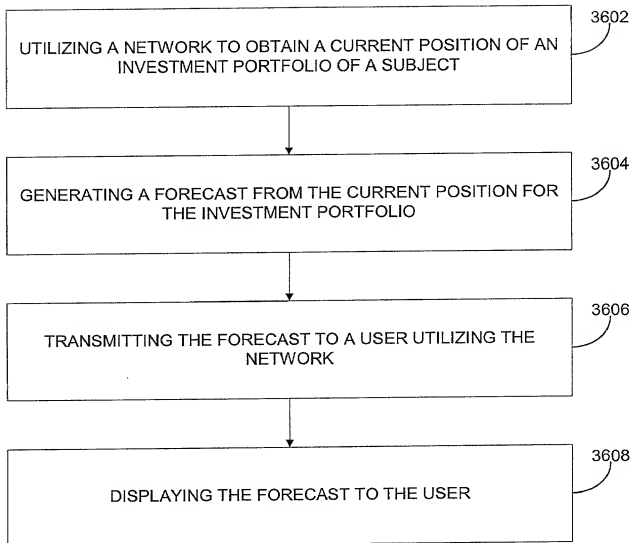 3602
UTILIZING A NETWORK TO OBTAIN A CURRENT POSITION OF AN
INVESTMENT PORTFOLIO OF A SUBJECT
3604
GENERATING A FORECAST FROM THE CURRENT POSITION FOR
THE INVESTMENT PORTFOLIO
3606
TRANSMITTING THE FORECAST TO A USER UTILIZING THE
NETWORK
3608
DISPLAYING THE FORECAST TO THE USER